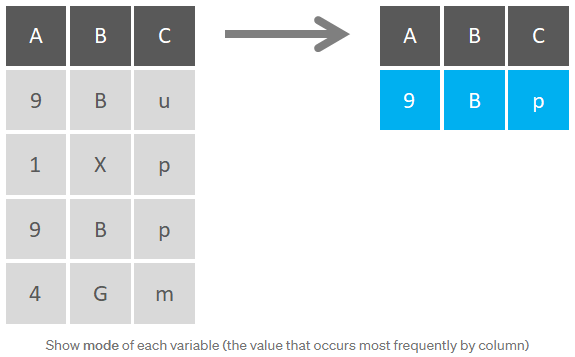 A B C A B C
9 B u 9 B p
1 X p
9 B p
4 G m
Show mode of each variable (the value that occurs most frequently by column)